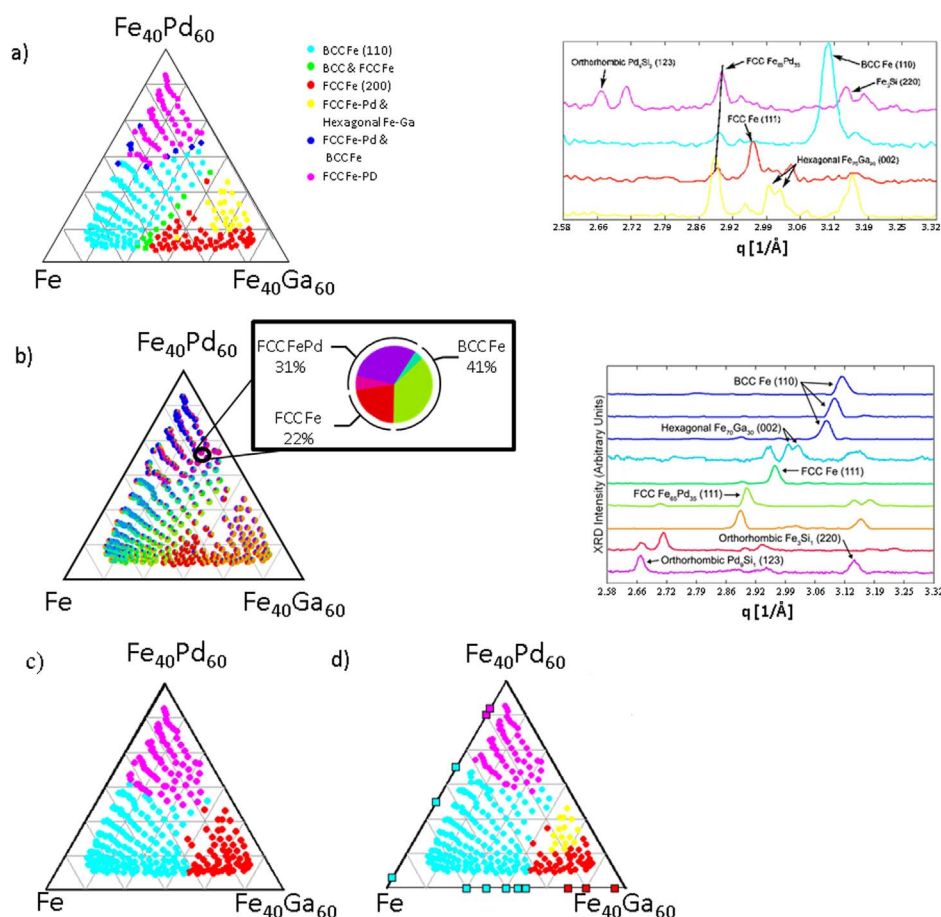 a)
Fe40Pd60
Fe
Fe40Ga60
BCC Fe (110)
BCC & FCC Fe
FCC Fe (200)
FCC Fe-Pd &
Hexagonal Fe-Ga
FCC Fe-Pd &
BCC Fe
FCC Fe-PD
Orthorhombic Pd9Si2 (123)
FCC Fe65Pd35
BCC Fe (110)
Fe3Si (220)
FCC Fe (111)
Hexagonal Fe70Ga30 (002)
2.58 2.66 2.72 2.79 2.85 2.92 2.99 3.06 3.12 3.19 3.26 3.32
q [1/Å]
b)
Fe40Pd60
Fe
Fe40Ga60
FCC FePd
31%
BCC Fe
41%
FCC Fe
22%
XRD Intensity (Arbitrary Units)
BCC Fe (110)
Hexagonal Fe70Ga30 (002)
FCC Fe (111)
FCC Fe65Pd35 (111)
Orthorhombic Fe3Si1 (220)
Orthorhombic Pd9Si1 (123)
2.58 2.66 2.72 2.79 2.85 2.92 2.99 3.06 3.12 3.19 3.26 3.32
q [1/Å]
c)
Fe40Pd60
Fe
Fe40Ga60
d)
Fe40Pd60
Fe
Fe40Ga60